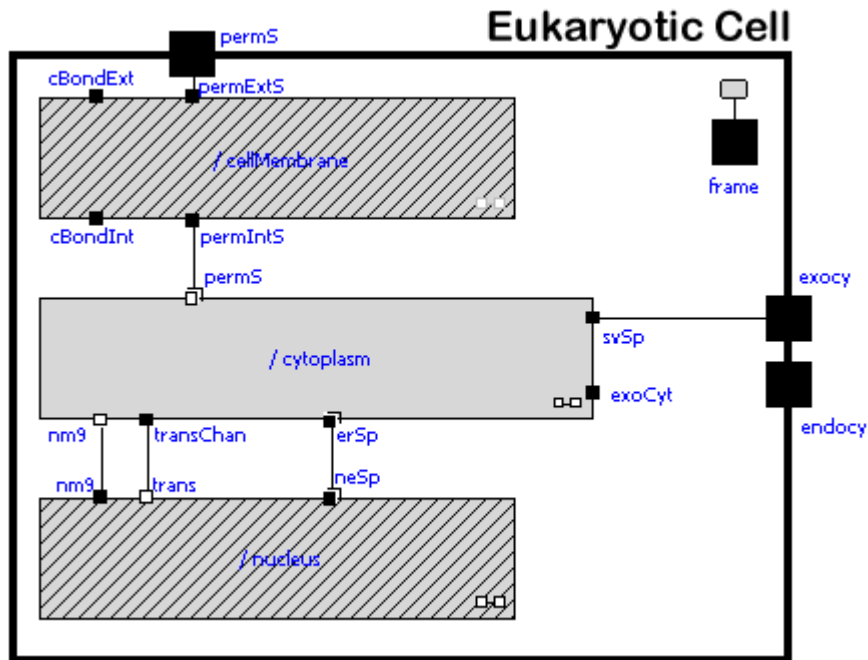 Eukaryotic Cell
permS
cBondExt
permExtS
/ cellMembrane
frame
cBondInt
permIntS
permS
exocy
svSp
/ cytoplasm
exoCyt
endocy
nm9
transChan
erSp
nm9
trans
neSp
/ nucleus